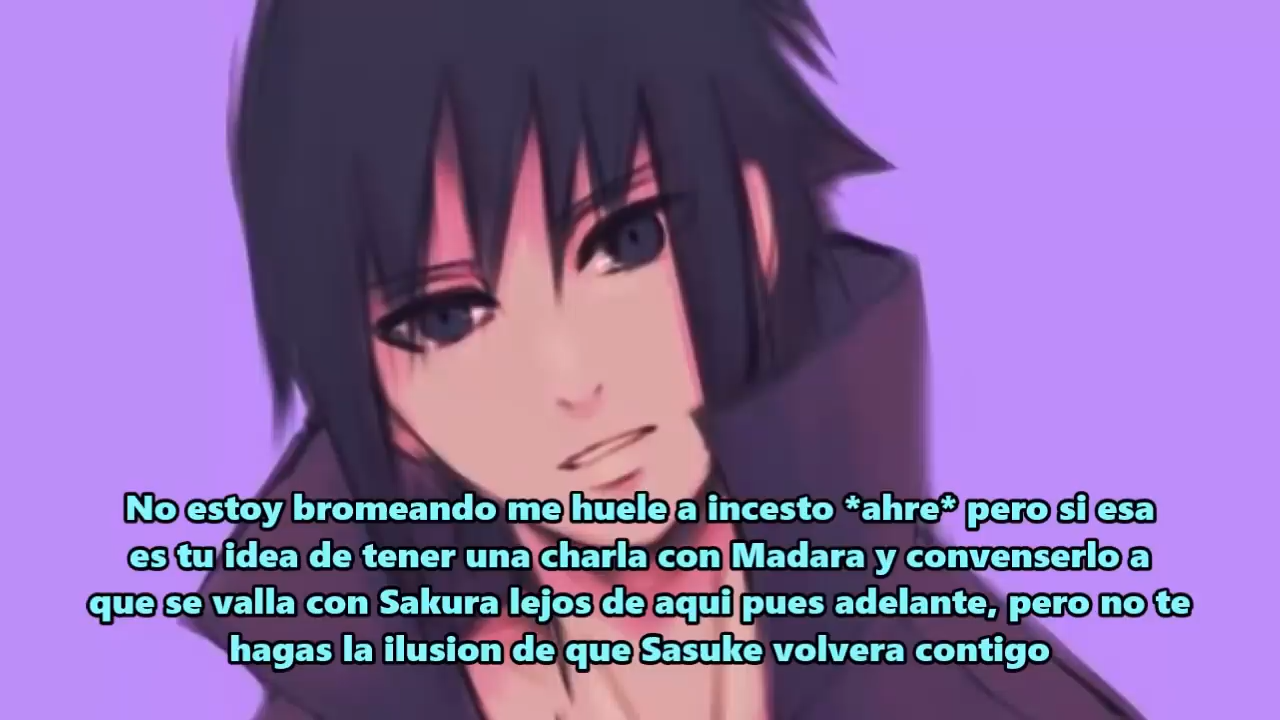 No estoy bromeando me huele a incesto *ahre* pero si esa
es tu idea de tener una charla con Madara y convenserlo a
que se valla con Sakura lejos de aqui pues adelante, pero no te
hagas la ilusion de que Sasuke volvera contigo